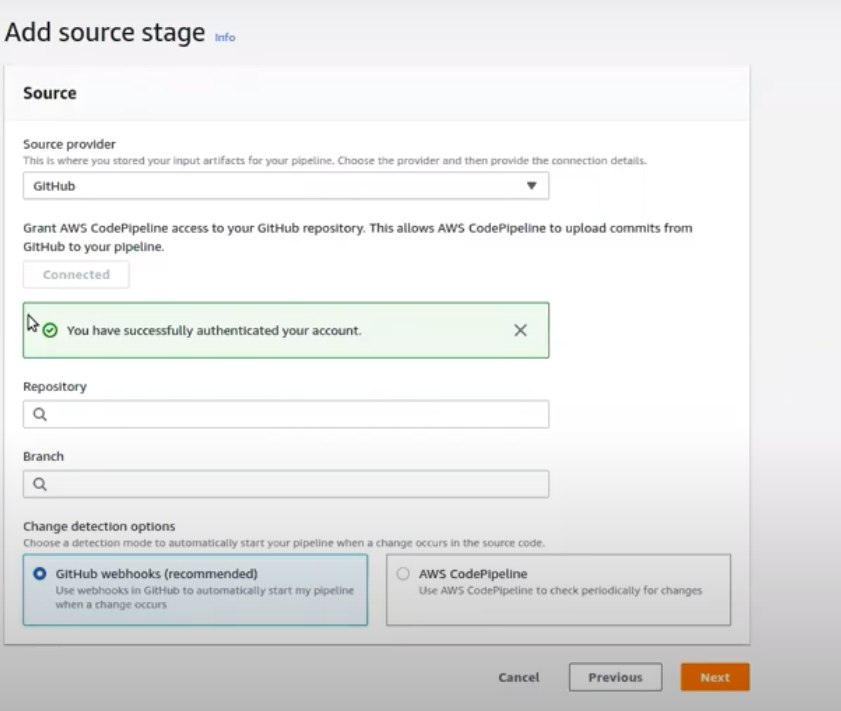 Add source stage Info
Source
Source provider
This is where you stored your input artifacts for your pipeline. Choose the provider and then provide the connection details.
GitHub
Grant AWS CodePipeline access to your GitHub repository. This allows AWS CodePipeline to upload commits from
GitHub to your pipeline.
Connected
You have successfully authenticated your account.
Repository
Branch
Change detection options
Choose a detection mode to automatically start your pipeline when a change occurs in the source code.
GitHub webhooks (recommended)
Use webhooks in GitHub to automatically start my pipeline
when a change occurs
AWS CodePipeline
Use AWS CodePipeline to check periodically for changes
Cancel
Previous
Next